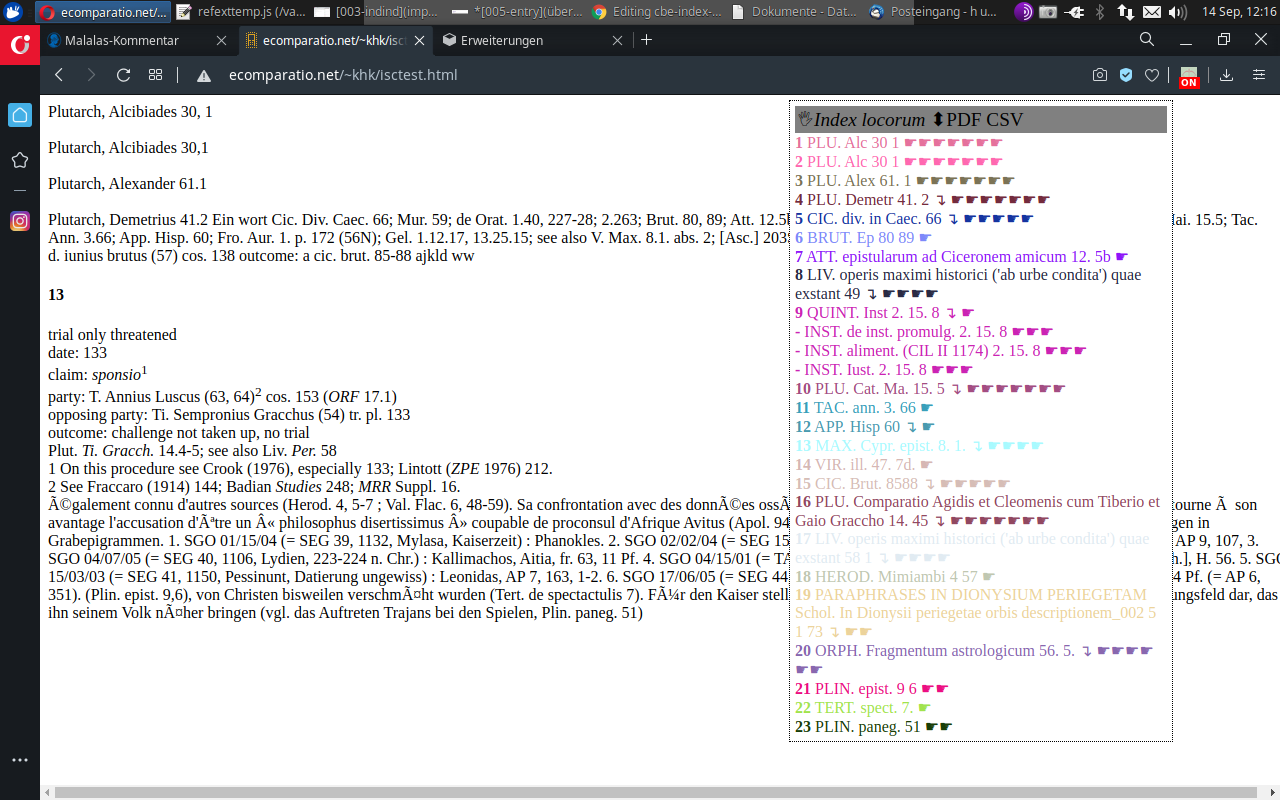 ecomparatio.net/... refexttemp.js (/va... [003-indind](imp... *[005-entry](über... Editing cbe-index-... Dokumente - Dat... Posteingang - h u... 14 Sep, 12:16
Malalas-Kommentar ecomparatio.net/~khk/isct Erweiterungen
ecomparatio.net/~khk/isctest.html ON
Plutarch, Alcibiades 30, 1
Plutarch, Alcibiades 30,1
Plutarch, Alexander 61.1
Plutarch, Demetrius 41.2 Ein wort Cic. Div. Caec. 66; Mur. 59; de Orat. 1.40, 227-28; 2.263; Brut. 80, 89; Att. 12.5b
Mai. 15.5; Tac.
Ann. 3.66; App. Hisp. 60; Fro. Aur. 1. p. 172 (56N); Gel. 1.12.17, 13.25.15; see also V. Max. 8.1. abs. 2; [Asc.] 203
d. iunius brutus (57) cos. 138 outcome: a cic. brut. 85-88 ajkld ww
13
trial only threatened
date: 133
claim: sponsio1
party: T. Annius Luscus (63, 64)2 cos. 153 (ORF 17.1)
opposing party: Ti. Sempronius Gracchus (54) tr. pl. 133
outcome: challenge not taken up, no trial
Plut. Ti. Gracch. 14.4-5; see also Liv. Per. 58
1 On this procedure see Crook (1976), especially 133; Lintott (ZPE 1976) 212.
2 See Fraccaro (1914) 144; Badian Studies 248; MRR Suppl. 16.
Ã©galement connu d'autres sources (Herod. 4, 5-7 ; Val. Flac. 6, 48-59). Sa confrontation avec des donnÃ©es ossÃ
tourne Ã son
avantage l'accusation d'Ãªtre un Â« philosophus disertissimus Â» coupable de proconsul d'Afrique Avitus (Apol. 94
gen in
Grabepigrammen. 1. SGO 01/15/04 (= SEG 39, 1132, Mylasa, Kaiserzeit) : Phanokles. 2. SGO 02/02/04 (= SEG 15
AP 9, 107, 3.
SGO 04/07/05 (= SEG 40, 1106, Lydien, 223-224 n. Chr.) : Kallimachos, Aitia, fr. 63, 11 Pf. 4. SGO 04/15/01 (= TA
h.], H. 56. 5. SGO
15/03/03 (= SEG 41, 1150, Pessinunt, Datierung ungewiss) : Leonidas, AP 7, 163, 1-2. 6. SGO 17/06/05 (= SEG 44
4 Pf. (= AP 6,
351). (Plin. epist. 9,6), von Christen bisweilen verschmÃ¤ht wurden (Tert. de spectactulis 7). FÃ¼r den Kaiser stell
ungsfeld dar, das
ihn seinem Volk nÃ¤her bringen (vgl. das Auftreten Trajans bei den Spielen, Plin. paneg. 51)
🖐Index locorum ⬍PDF CSV
1 PLU. Alc 30 1 ☛☛☛☛☛☛☛
2 PLU. Alc 30 1 ☛☛☛☛☛☛☛
3 PLU. Alex 61. 1 ☛☛☛☛☛☛☛
4 PLU. Demetr 41. 2 ↴ ☛☛☛☛☛☛☛
5 CIC. div. in Caec. 66 ↴ ☛☛☛☛☛
6 BRUT. Ep 80 89 ☛
7 ATT. epistularum ad Ciceronem amicum 12. 5b ☛
8 LIV. operis maximi historici ('ab urbe condita') quae
exstant 49 ↴ ☛☛☛☛
9 QUINT. Inst 2. 15. 8 ↴ ☛
- INST. de inst. promulg. 2. 15. 8 ☛☛☛
- INST. aliment. (CIL II 1174) 2. 15. 8 ☛☛☛
- INST. Iust. 2. 15. 8 ☛☛☛
10 PLU. Cat. Ma. 15. 5 ↴ ☛☛☛☛☛☛☛
11 TAC. ann. 3. 66 ☛
12 APP. Hisp 60 ↴ ☛
13 MAX. Cypr. epist. 8. 1. ↴ ☛☛☛☛
14 VIR. ill. 47. 7d. ☛
15 CIC. Brut. 8588 ↴ ☛☛☛☛☛
16 PLU. Comparatio Agidis et Cleomenis cum Tiberio et
Gaio Graccho 14. 45 ↴ ☛☛☛☛☛☛☛
17 LIV. operis maximi historici ('ab urbe condita') quae
exstant 58 1 ↴ ☛☛☛☛
18 HEROD. Mimiambi 4 57 ☛
19 PARAPHRASES IN DIONYSIUM PERIEGETAM
Schol. In Dionysii periegetae orbis descriptionem_002 5
1 73 ↴ ☛☛
20 ORPH. Fragmentum astrologicum 56. 5. ↴ ☛☛☛☛
☛☛
21 PLIN. epist. 9 6 ☛☛
22 TERT. spect. 7. ☛
23 PLIN. paneg. 51 ☛☛